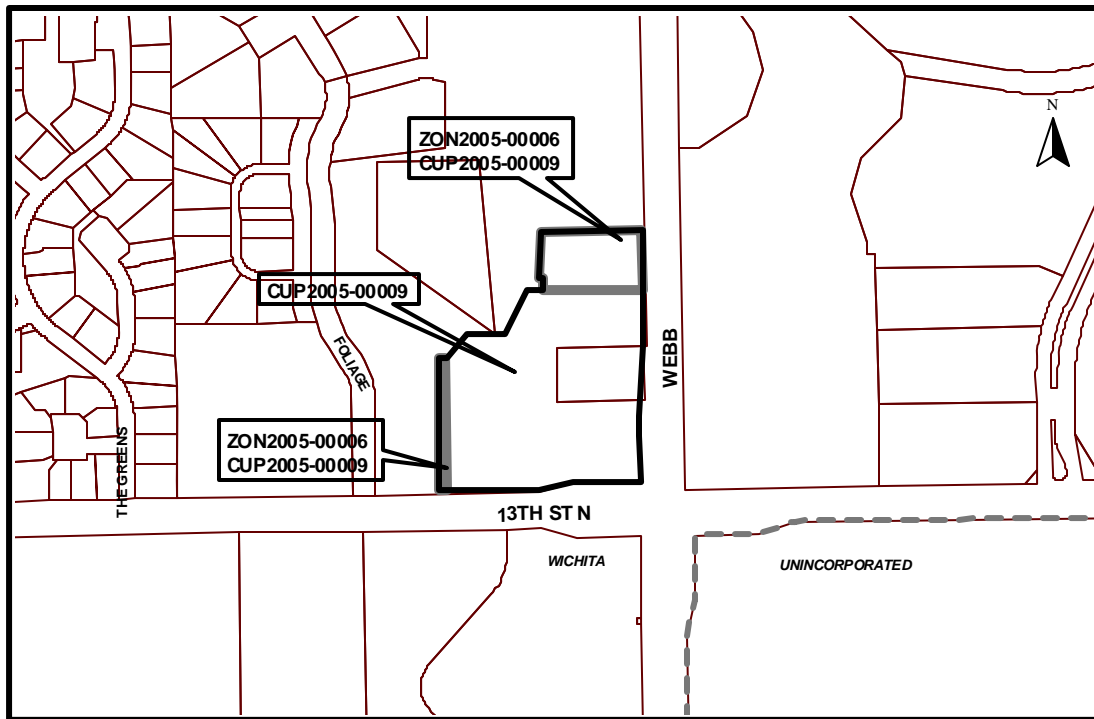 N
ZON2005-00006
CUP2005-00009
CUP2005-00009
FOLIAGE
WEBB
ZON2005-00006
CUP2005-00009
THE GREENS
13TH ST N
WICHITA
UNINCORPORATED